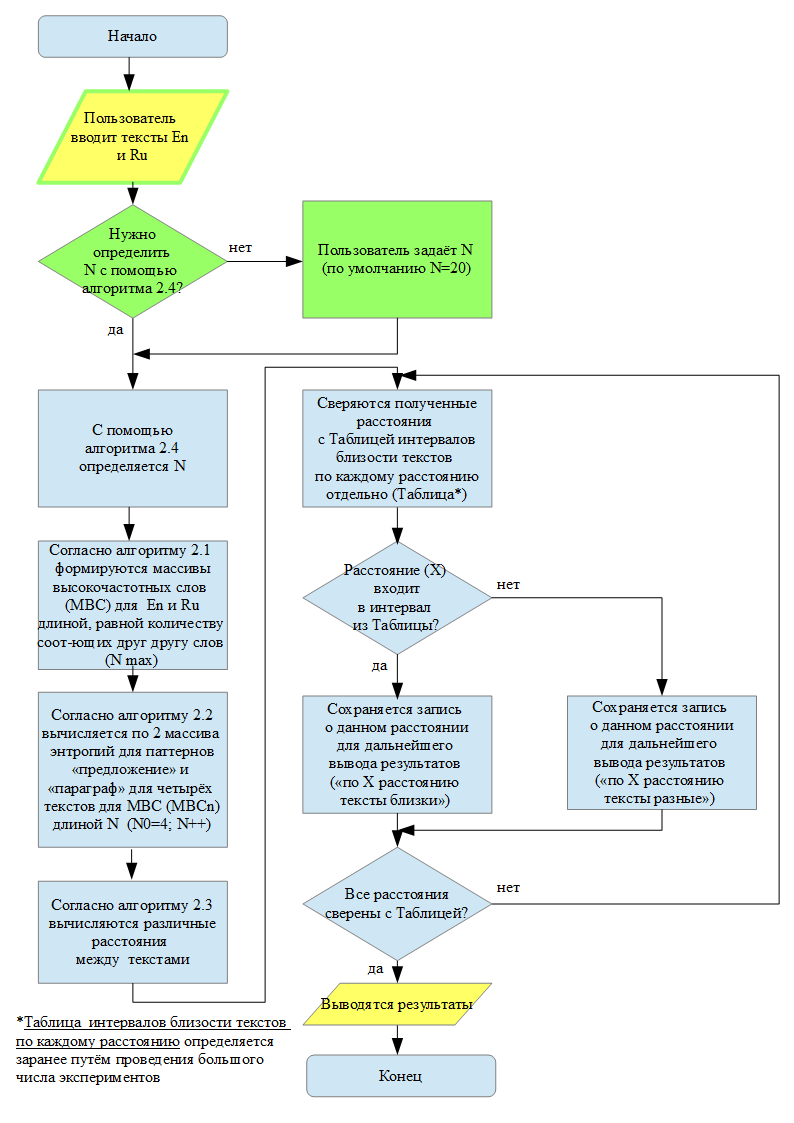 Начало
Пользователь
вводит тексты En
и Ru
Нужно
определить
N с помощью
алгоритма 2.4?
нет
Пользователь задаёт N
(по умолчанию N=20)
да
С помощью
алгоритма 2.4
определяется N
Согласно алгоритму 2.1
формируются массивы
высокочастотных слов
(МВС) для En и Ru
длиной, равной количеству
соот-ющих друг другу слов
(N max)
Согласно алгоритму 2.2
вычисляется по 2 массива
энтропий для паттернов
«предложение» и
«параграф» для четырёх
текстов для МВС (МВСn)
длиной N (N0=4; N++)
Согласно алгоритму 2.3
вычисляются различные
расстояния
между текстами
Сверяются полученные
расстояния
с Таблицей интервалов
близости текстов
по каждому расстоянию
отдельно (Таблица*)
Расстояние (X)
входит
в интервал
из Таблицы?
нет
да
Сохраняется запись
о данном расстоянии
для дальнейшего
вывода результатов
(«по X расстоянию
тексты близки»)
Сохраняется запись
о данном расстоянии
для дальнейшего
вывода результатов
(«по X расстоянию
тексты разные»)
Все расстояния
сверены с Таблицей?
нет
да
Выводятся результаты
Конец
*Таблица интервалов близости текстов
по каждому расстоянию определяется
заранее путём проведения большого
числа экспериментов